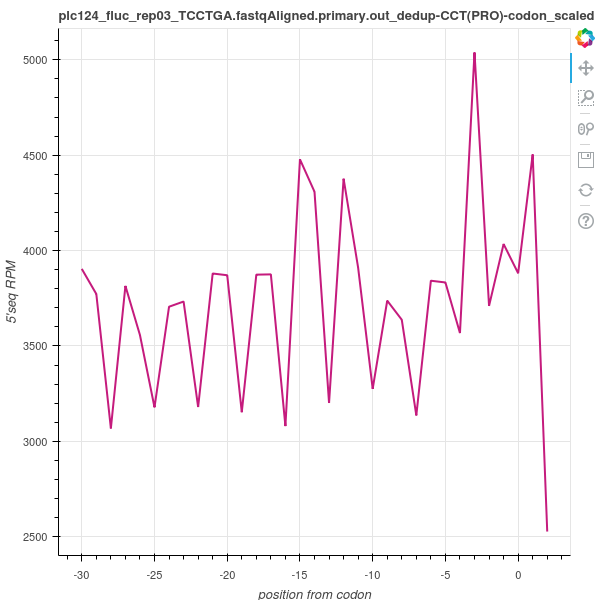 plc124_fluc_rep03_TCCTGA.fastqAligned.primary.out_dedup-CCT(PRO)-codon_scaled
5000
4500
4000
3500
3000
2500
5'seq RPM
-30 -25 -20 -15 -10 -5 0
position from codon